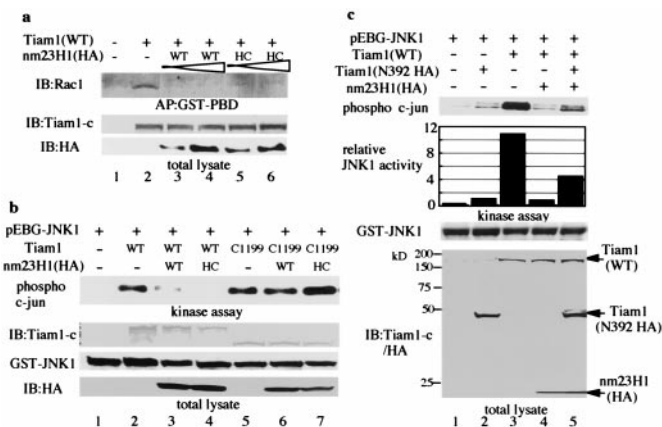 a
Tiam1(WT) - + + + + +
nm23H1(HA) - - WT WT HC HC
IB:Rac1
AP:GST-PBD
IB:Tiam1-c
IB:HA
total lysate
1 2 3 4 5 6
b
pEBG-JNK1 + + + + + + +
Tiam1 - WT WT WT C1199 C1199 C1199
nm23H1(HA) - - WT HC - WT HC
phospho
c-jun
kinase assay
IB:Tiam1-c
GST-JNK1
IB:HA
total lysate
1 2 3 4 5 6 7
c
pEBG-JNK1 + + + + +
Tiam1(WT) - - + + +
Tiam1(N392 HA) - + - - +
nm23H1(HA) - - - + +
phospho c-jun
12
8
4
0
relative
JNK1 activity
kinase assay
GST-JNK1
kD
200
150
75
50
25
Tiam1
(WT)
Tiam1
(N392 HA)
IB:Tiam1-c
/HA
nm23H1
(HA)
total lysate
1 2 3 4 5